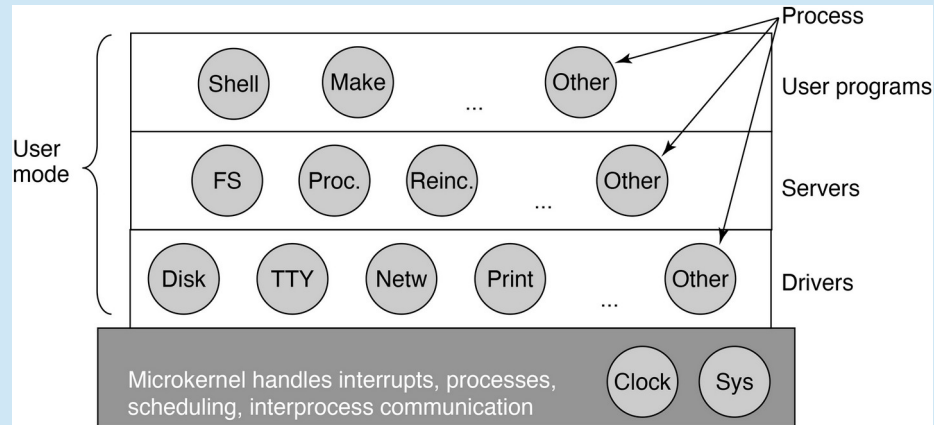 Process
Shell Make ... Other
User programs
User
mode
FS Proc. Reinc. ... Other
Servers
Disk TTY Netw Print ... Other
Drivers
Microkernel handles interrupts, processes,
scheduling, interprocess communication
Clock Sys